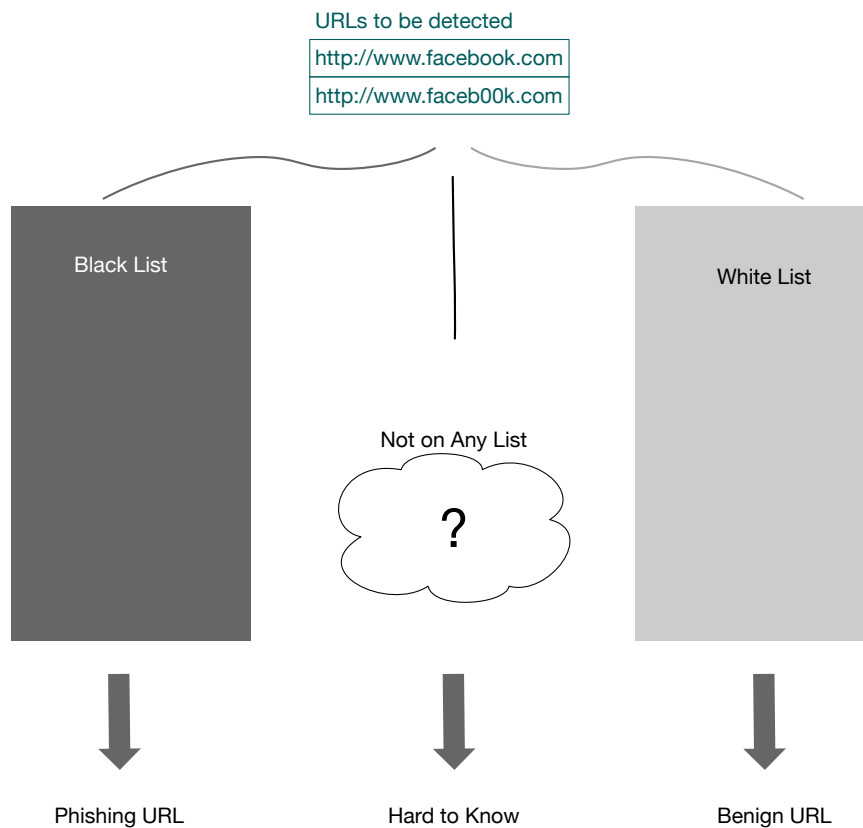 URLs to be detected
http://www.facebook.com
http://www.faceb00k.com
Black List
White List
Not on Any List
?
Phishing URL
Hard to Know
Benign URL